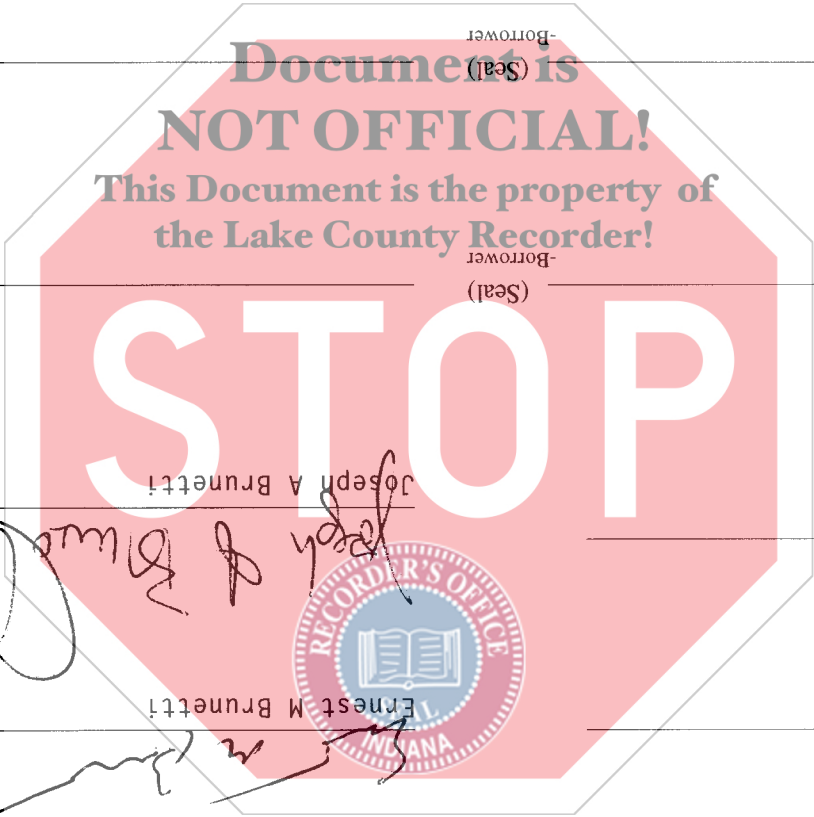 Document is
NOT OFFICIAL!
This Document is the property of
the Lake County Recorder!
STOP
RECORDER'S OFFICE
SEAL
INDIANA
Ernest M Brunetti
Joseph A Brunetti
(Seal)
-Borrower
(Seal)
-Borrower